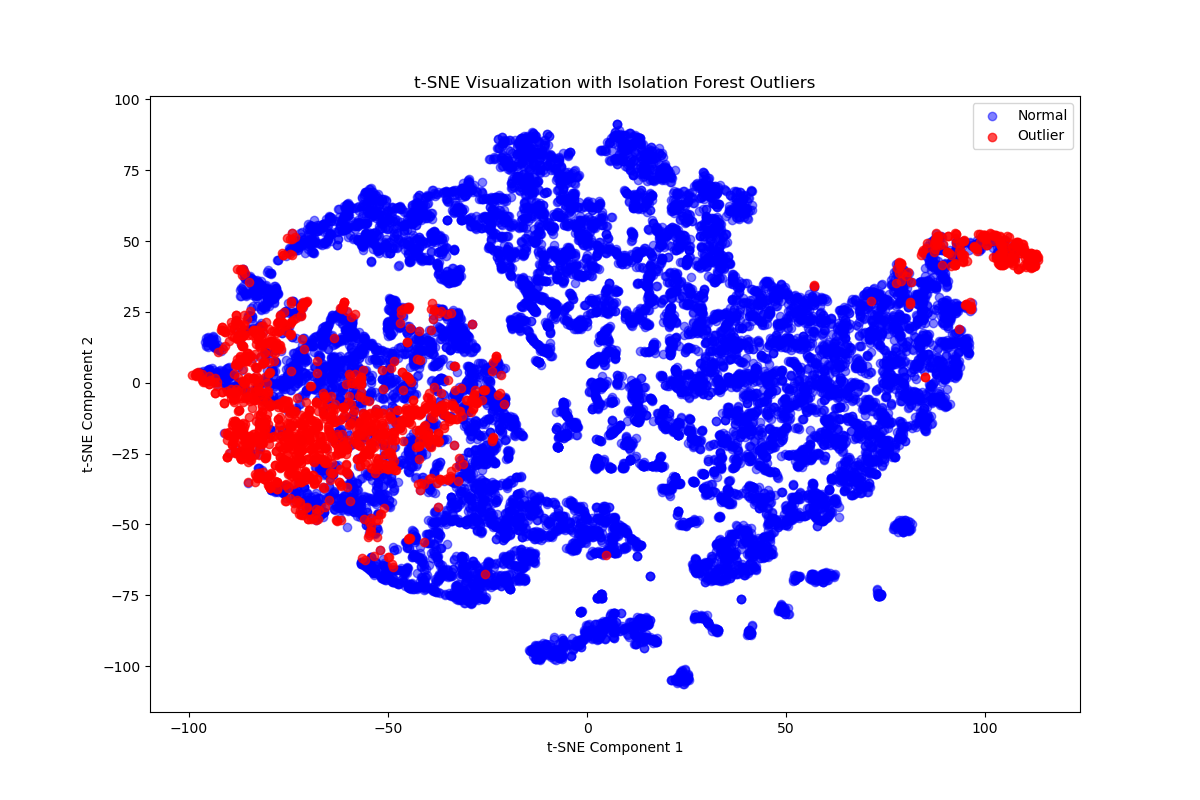 t-SNE Visualization with Isolation Forest Outliers
Normal
Outlier
t-SNE Component 2
100
75
50
25
0
−25
−50
−75
−100
−100
−50
0
50
100
t-SNE Component 1